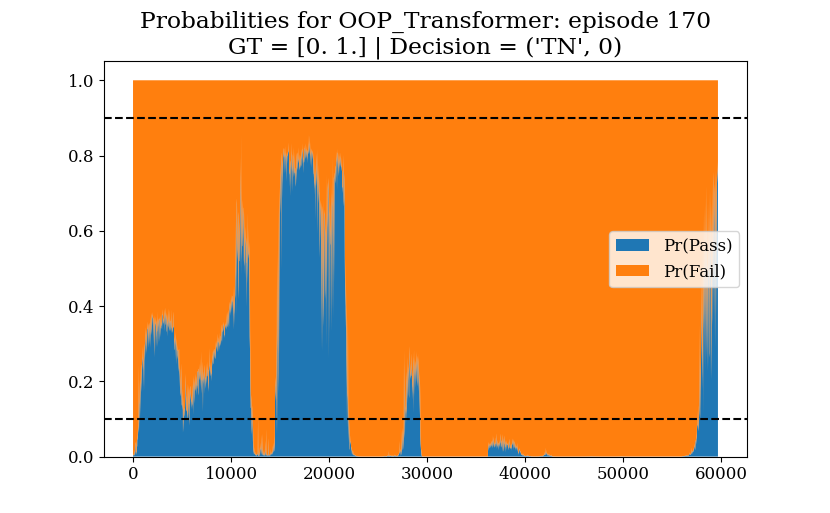 Probabilities for OOP_Transformer: episode 170
GT = [0. 1.] | Decision = ('TN', 0)
1.0
0.8
0.6
0.4
0.2
0.0
Pr(Pass)
Pr(Fail)
0 10000 20000 30000 40000 50000 60000